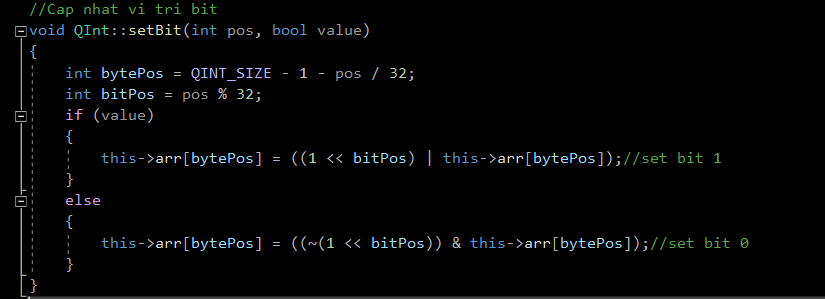 //Cap nhat vi tri bit
void QInt::setBit(int pos, bool value)
{
    int bytePos = QINT_SIZE - 1 - pos / 32;
    int bitPos = pos % 32;
    if (value)
    {
        this->arr[bytePos] = ((1 << bitPos) | this->arr[bytePos]);//set bit 1
    }
    else
    {
        this->arr[bytePos] = ((~(1 << bitPos)) & this->arr[bytePos]);//set bit 0
    }
}